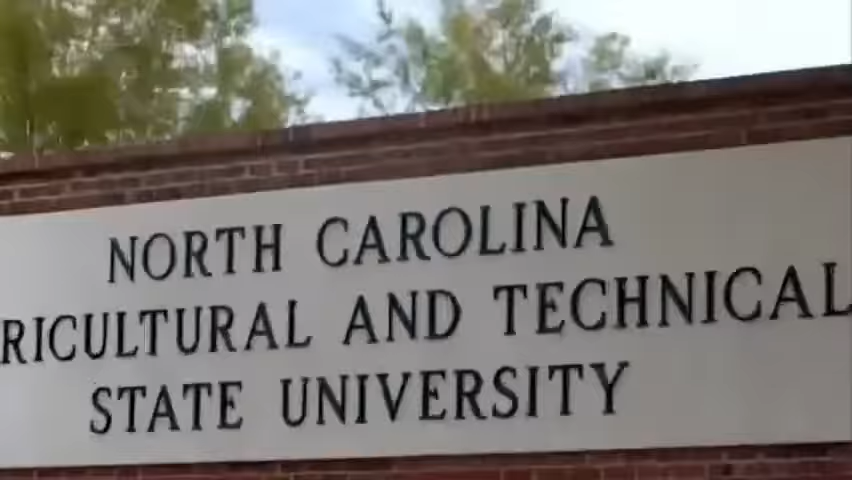 NORTH CAROLINA
RICULTURAL AND TECHNICAL
STATE UNIVERSITY